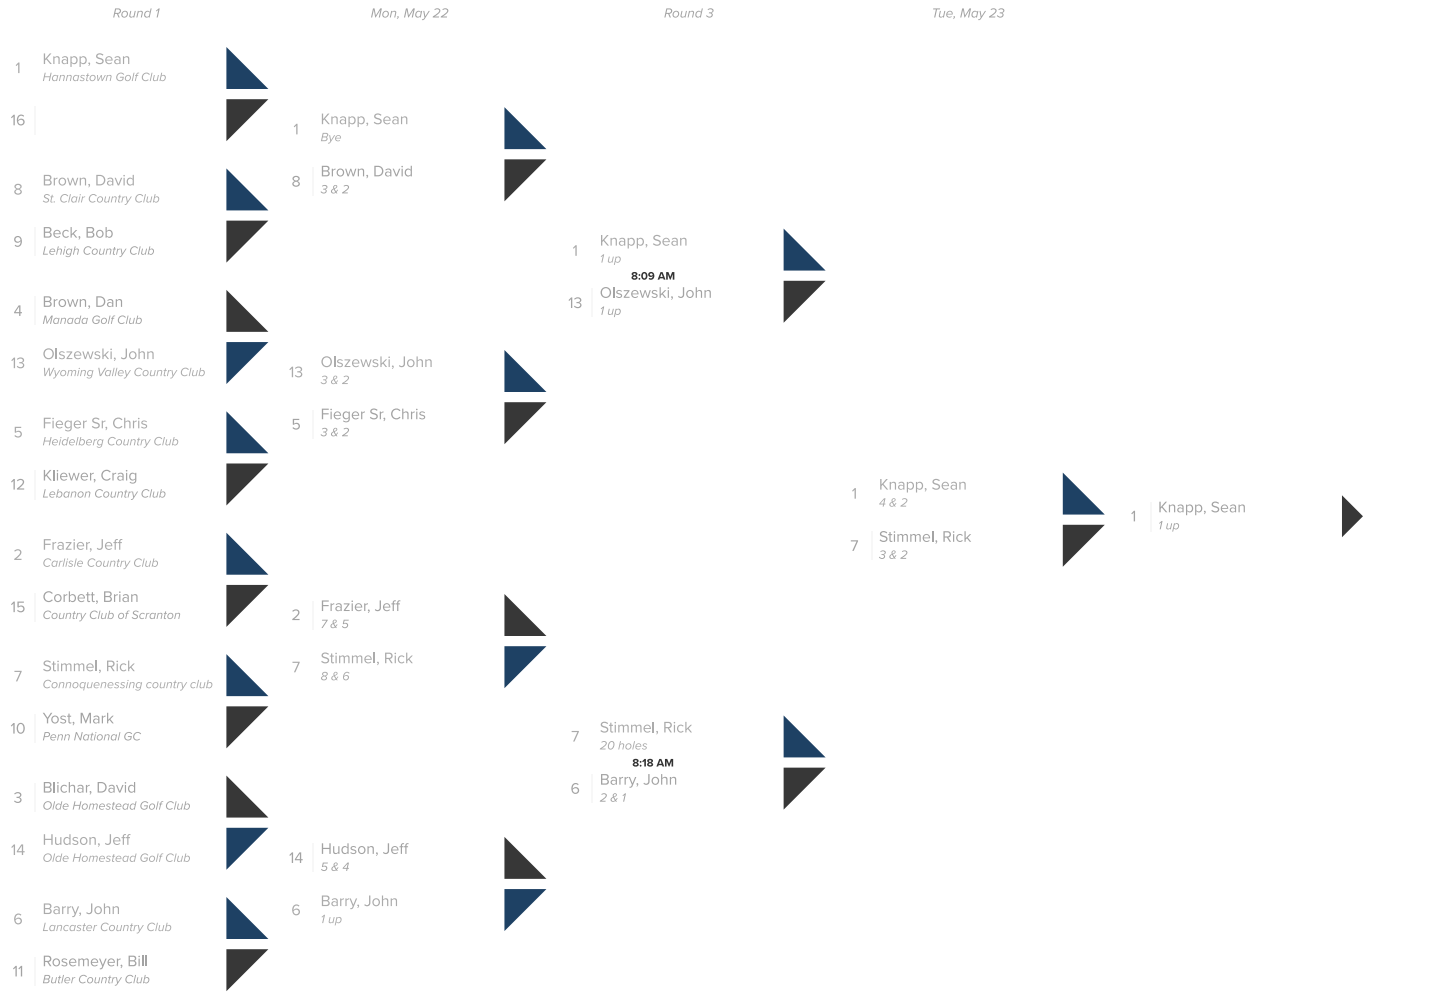 Round 1
Mon, May 22
Round 3
Tue, May 23
1
Knapp, Sean
Hannastown Golf Club
16
8
Brown, David
St. Clair Country Club
9
Beck, Bob
Lehigh Country Club
4
Brown, Dan
Manada Golf Club
13
Olszewski, John
Wyoming Valley Country Club
5
Fieger Sr, Chris
Heidelberg Country Club
12
Kliewer, Craig
Lebanon Country Club
2
Frazier, Jeff
Carlisle Country Club
15
Corbett, Brian
Country Club of Scranton
7
Stimmel, Rick
Connoquenessing country club
10
Yost, Mark
Penn National GC
3
Blichar, David
Olde Homestead Golf Club
14
Hudson, Jeff
Olde Homestead Golf Club
6
Barry, John
Lancaster Country Club
11
Rosemeyer, Bill
Butler Country Club
1
Knapp, Sean
Bye
8
Brown, David
3 & 2
13
Olszewski, John
3 & 2
5
Fieger Sr, Chris
3 & 2
2
Frazier, Jeff
7 & 5
7
Stimmel, Rick
8 & 6
14
Hudson, Jeff
5 & 4
6
Barry, John
1 up
1
Knapp, Sean
1 up
8:09 AM
13
Olszewski, John
1 up
7
Stimmel, Rick
20 holes
8:18 AM
6
Barry, John
2 & 1
1
Knapp, Sean
4 & 2
7
Stimmel, Rick
3 & 2
1
Knapp, Sean
1 up